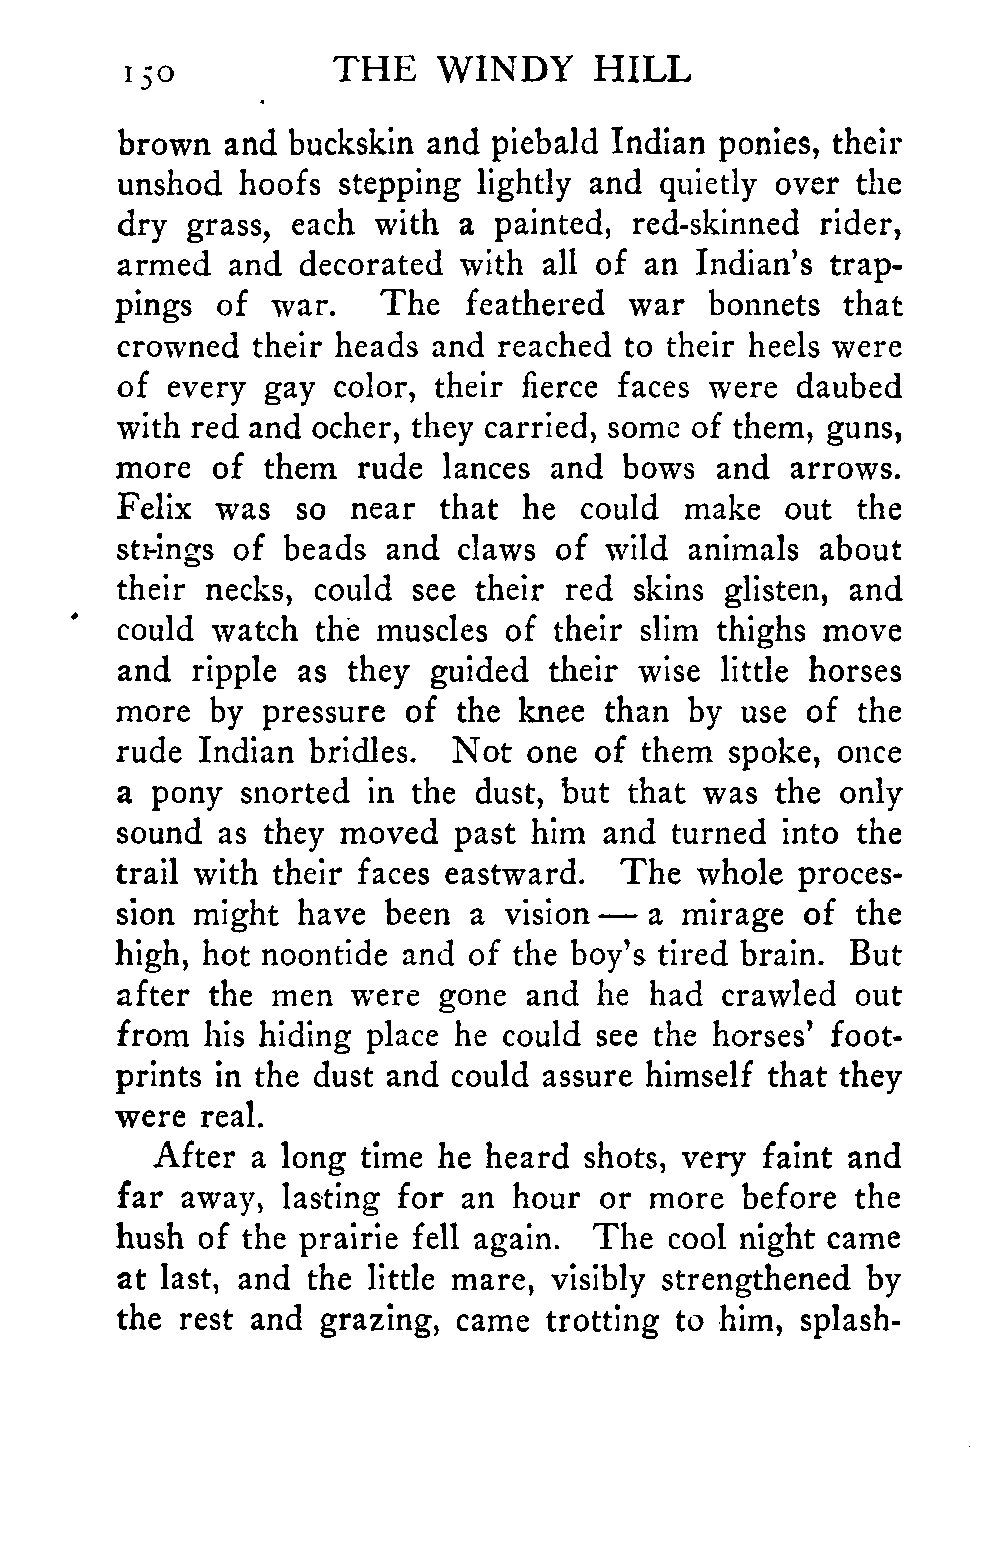 150 THE WINDY HILL
brown and buckskin and piebald Indian ponies, their
unshod hoofs stepping lightly and quietly over the
dry grass, each with a painted, red-skinned rider,
armed and decorated with all of an Indian's trap-
pings of war. The feathered war bonnets that
crowned their heads and reached to their heels were
of every gay color, their fierce faces were daubed
with red and ocher, they carried, some of them, guns,
more of them rude lances and bows and arrows.
Felix was so near that he could make out the
strings of beads and claws of wild animals about
their necks, could see their red skins glisten, and
could watch the muscles of their slim thighs move
and ripple as they guided their wise little horses
more by pressure of the knee than by use of the
rude Indian bridles. Not one of them spoke, once
a pony snorted in the dust, but that was the only
sound as they moved past him and turned into the
trail with their faces eastward. The whole proces-
sion might have been a vision — a mirage of the
high, hot noontide and of the boy's tired brain. But
after the men were gone and he had crawled out
from his hiding place he could see the horses' foot-
prints in the dust and could assure himself that they
were real.
After a long time he heard shots, very faint and
far away, lasting for an hour or more before the
hush of the prairie fell again. The cool night came
at last, and the little mare, visibly strengthened by
the rest and grazing, came trotting to him, splash-